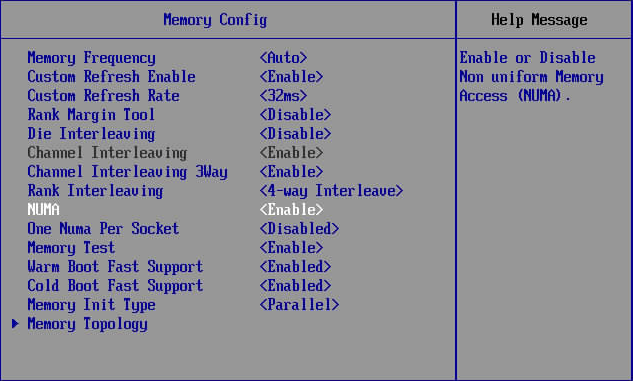 Memory Config
Help Message
Memory Frequency <Auto>
Custom Refresh Enable <Enable>
Custom Refresh Rate <32ms>
Rank Margin Tool <Disable>
Die Interleaving <Disable>
Channel Interleaving <Enable>
Channel Interleaving 3Way <Enable>
Rank Interleaving <4-way Interleave>
NUMA <Enable>
One Numa Per Socket <Disabled>
Memory Test <Enable>
Warm Boot Fast Support <Enabled>
Cold Boot Fast Support <Enabled>
Memory Init Type <Parallel>
Memory Topology
Enable or Disable
Non uniform Memory
Access (NUMA).